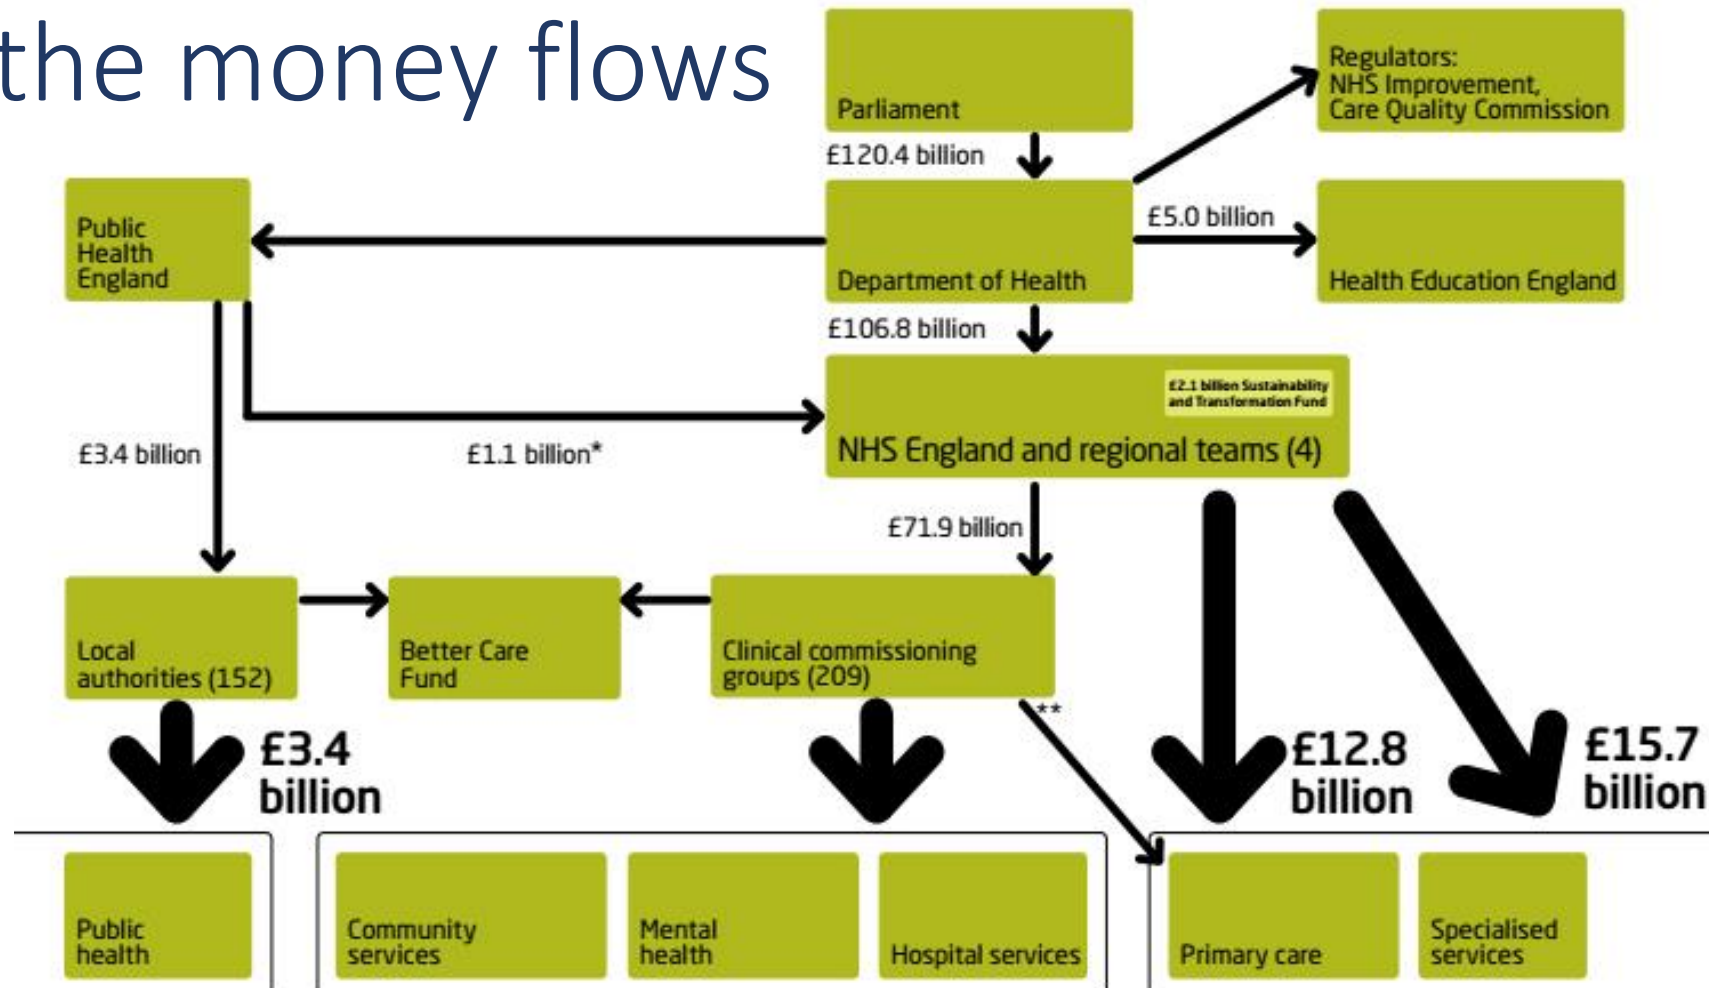 the money flows
Parliament
Regulators:
NHS Improvement,
Care Quality Commission
£120.4 billion
Public
Health
England
Department of Health
£5.0 billion
Health Education England
£106.8 billion
£2.1 billion Sustainability
and Transformation Fund
NHS England and regional teams (4)
£3.4 billion
£1.1 billion*
£71.9 billion
Local
authorities (152)
Better Care
Fund
Clinical commissioning
groups (209)
**
£3.4
billion
£12.8
billion
£15.7
billion
Public
health
Community
services
Mental
health
Hospital services
Primary care
Specialised
services